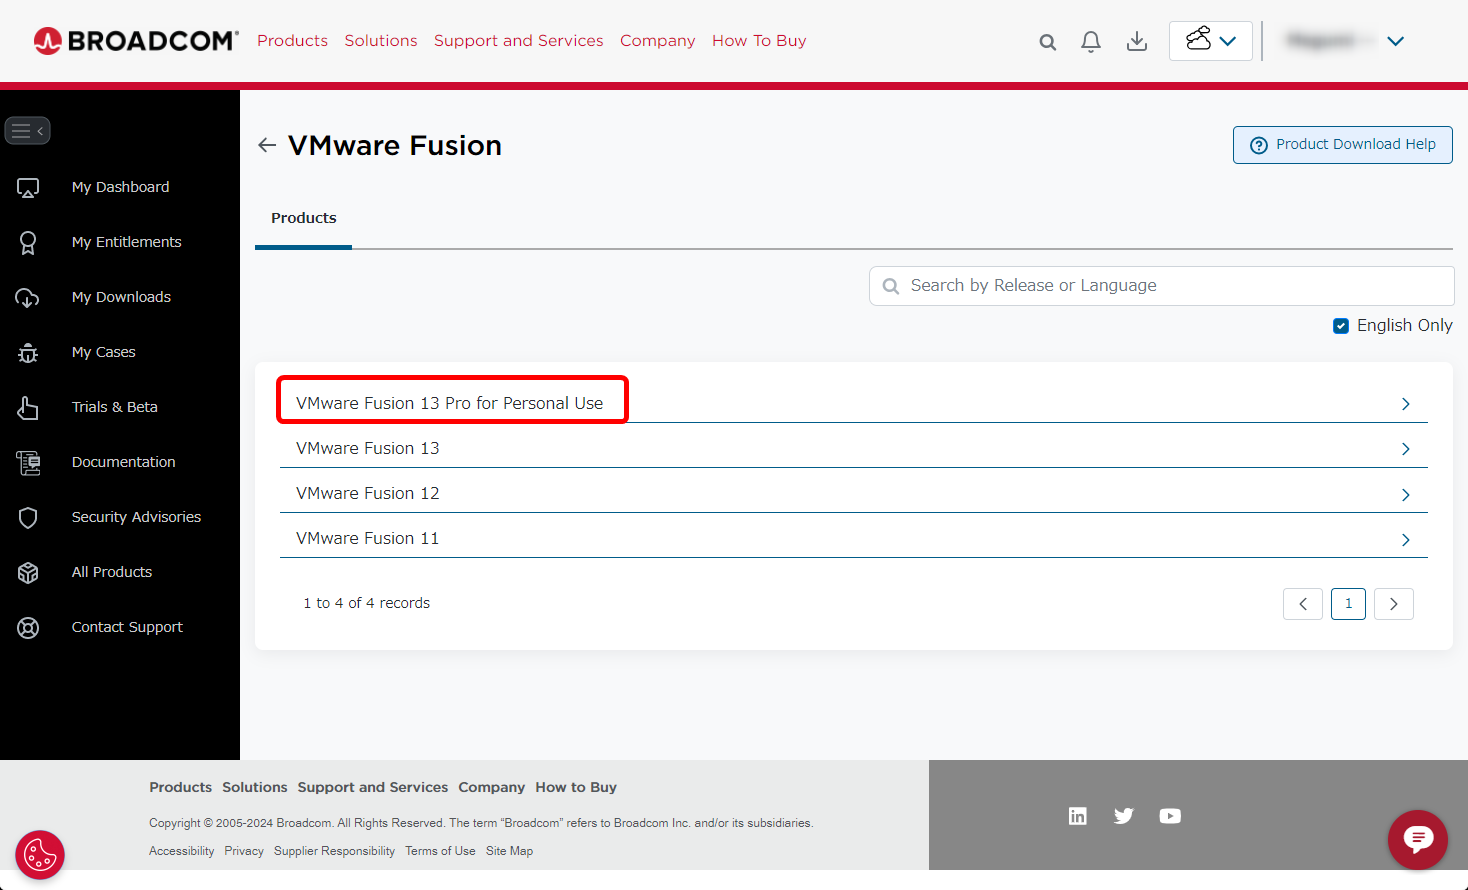 BROADCOM
Products Solutions Support and Services Company How To Buy
VMware Fusion
Product Download Help
My Dashboard
My Entitlements
My Downloads
My Cases
Trials & Beta
Documentation
Security Advisories
All Products
Contact Support
Products
Search by Release or Language
English Only
VMware Fusion 13 Pro for Personal Use
VMware Fusion 13
VMware Fusion 12
VMware Fusion 11
1 to 4 of 4 records
1
Products Solutions Support and Services Company How to Buy
Copyright © 2005-2024 Broadcom. All Rights Reserved. The term “Broadcom” refers to Broadcom Inc. and/or its subsidiaries.
Accessibility Privacy Supplier Responsibility Terms of Use Site Map